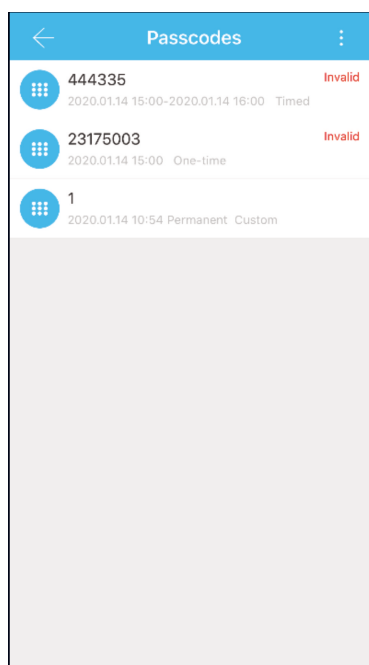 Passcodes
444335 Invalid
2020.01.14 15:00-2020.01.14 16:00 Timed
23175003 Invalid
2020.01.14 15:00 One-time
1
2020.01.14 10:54 Permanent Custom